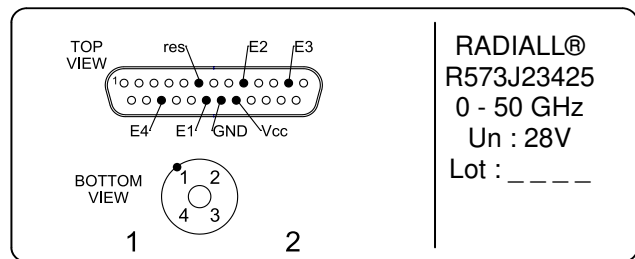 TOP VIEW
res
E2
E3
1
E4
E1
GND
Vcc
BOTTOM VIEW
1 2
4 3
1 2
RADIALL®
R573J23425
0 - 50 GHz
Un : 28V
Lot : _ _ _ _